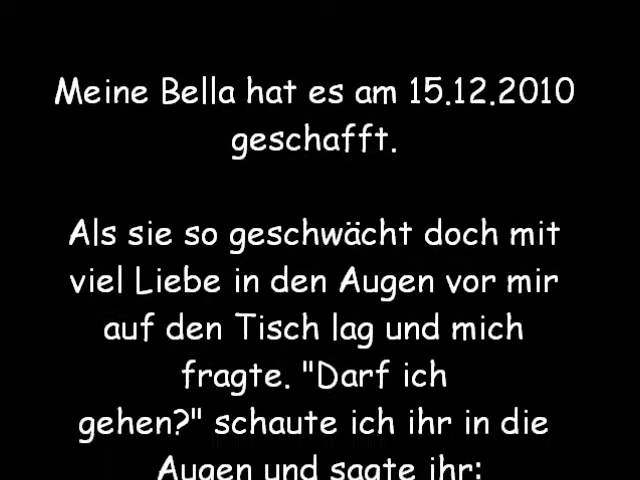 Meine Bella hat es am 15.12.2010
geschafft.
Als sie so geschwächt doch mit
viel Liebe in den Augen vor mir
auf den Tisch lag und mich
fragte. "Darf ich
gehen?" schaute ich ihr in die
Augen und sagte ihr: